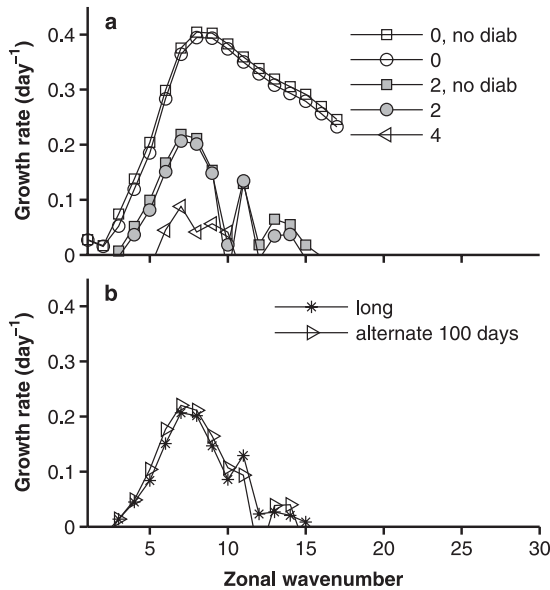 a
0, no diab
0
2, no diab
2
4
Growth rate (day⁻¹)
0.4
0.3
0.2
0.1
0
b
long
alternate 100 days
Growth rate (day⁻¹)
0.4
0.3
0.2
0.1
0
5 10 15 20 25 30
Zonal wavenumber